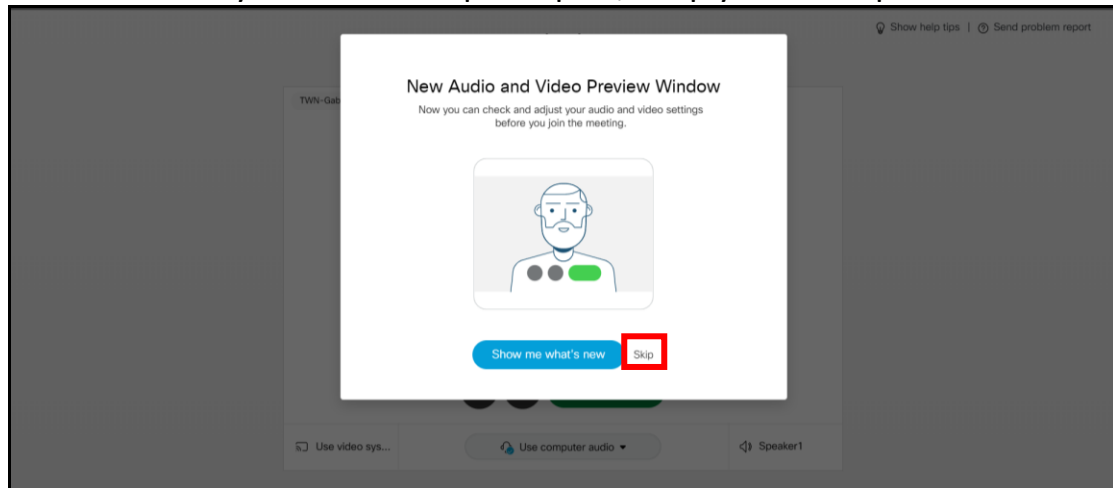 Show help tips | Send problem report
New Audio and Video Preview Window
TWN-Gab
Now you can check and adjust your audio and video settings
before you join the meeting.
Show me what's new Skip
Use video sys... Use computer audio Speaker1